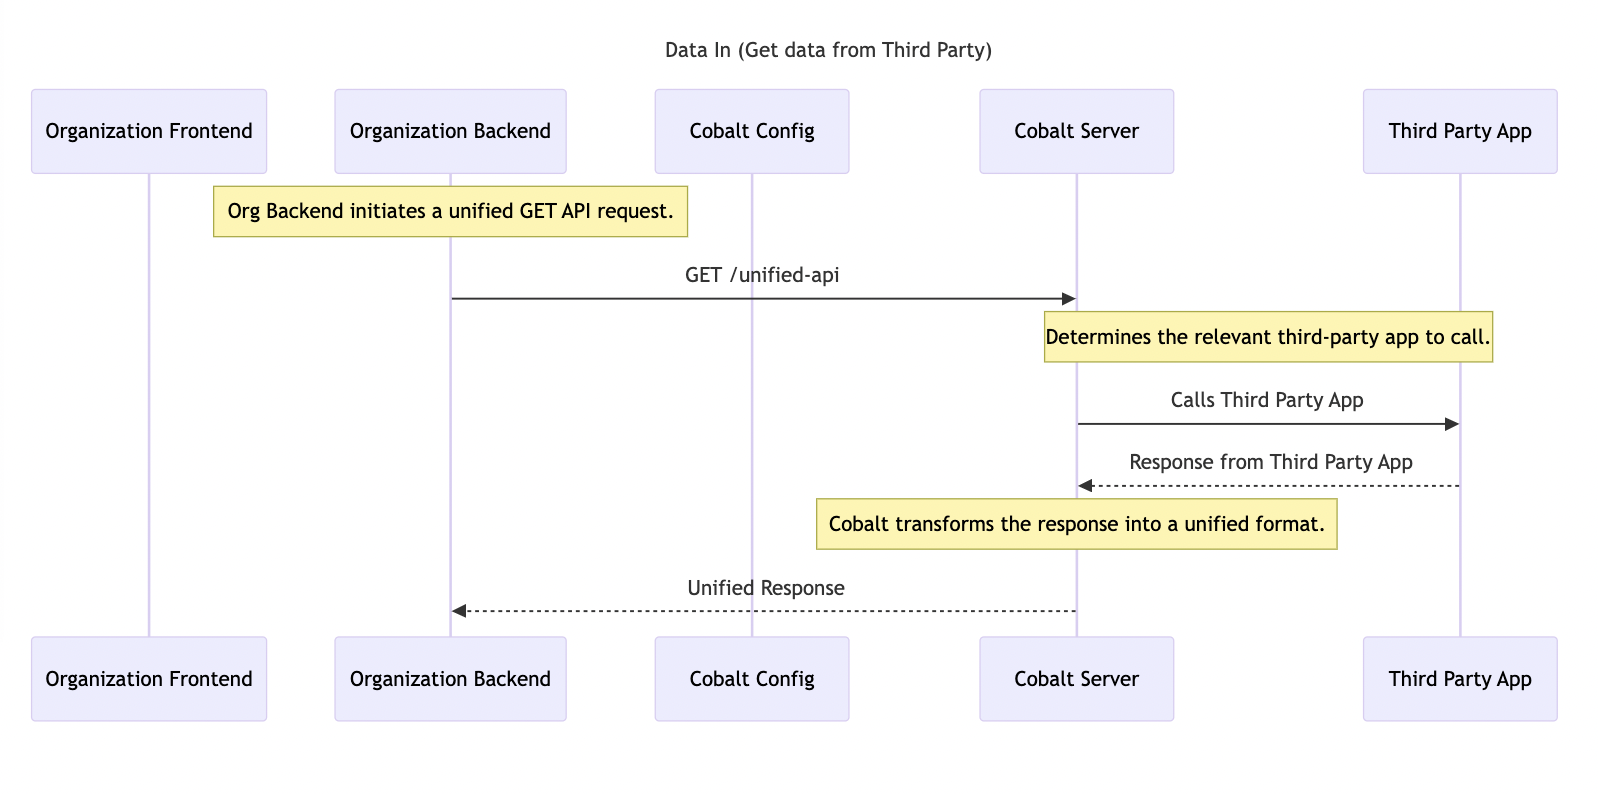 Data In (Get data from Third Party)
Organization Frontend
Organization Backend
Cobalt Config
Cobalt Server
Third Party App
Org Backend initiates a unified GET API request.
GET /unified-api
Determines the relevant third-party app to call.
Calls Third Party App
Response from Third Party App
Cobalt transforms the response into a unified format.
Unified Response
Organization Frontend
Organization Backend
Cobalt Config
Cobalt Server
Third Party App